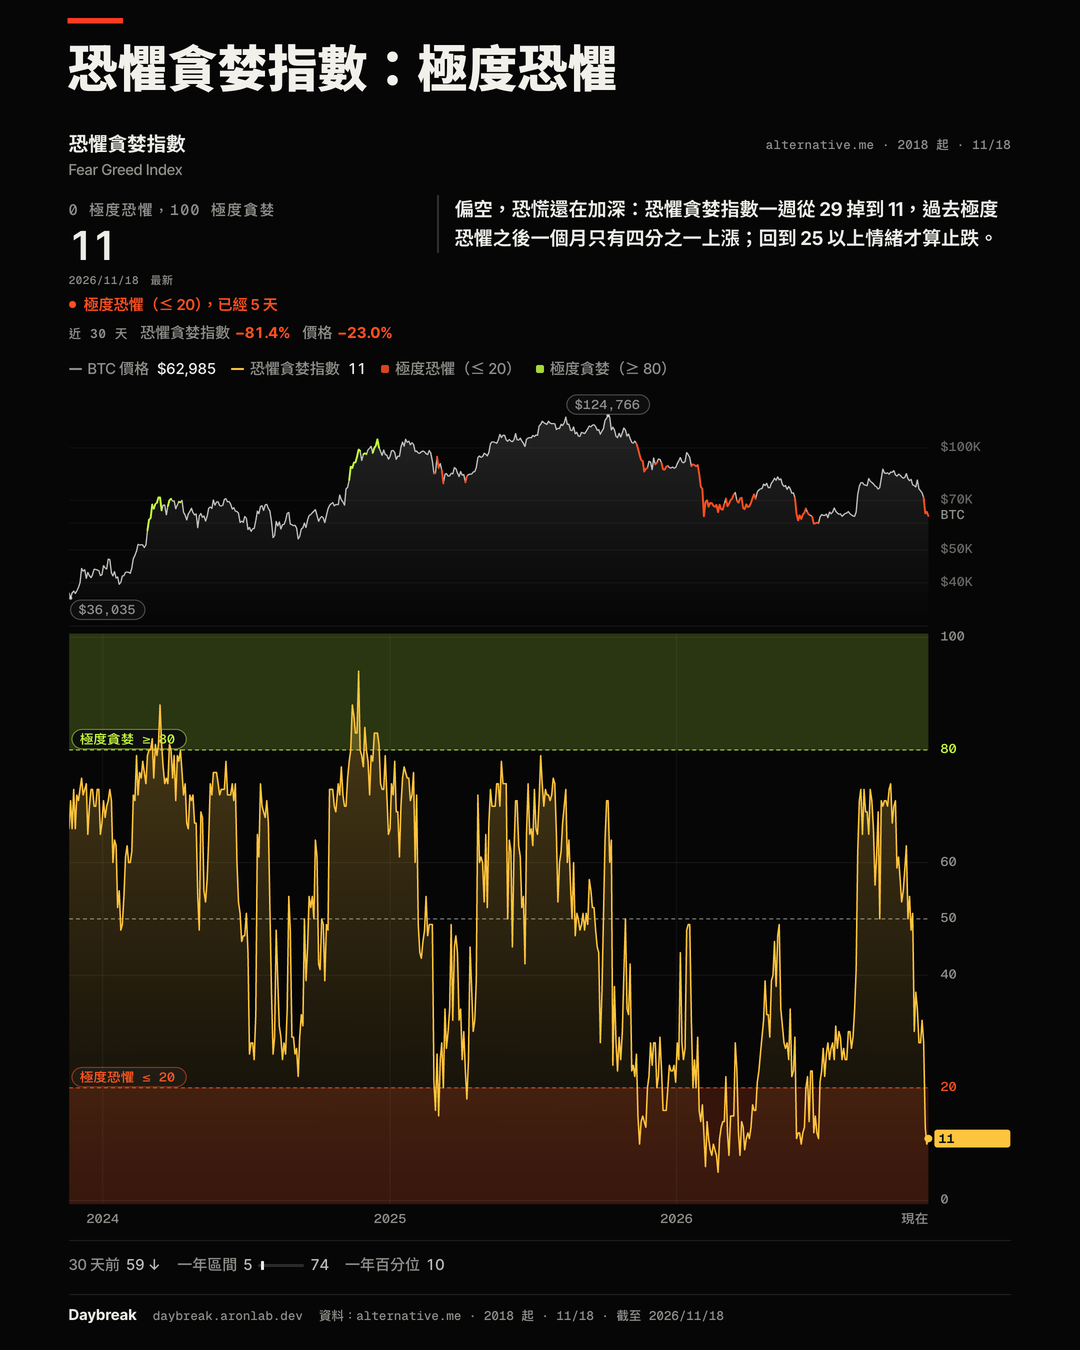 恐懼貪婪指數：極度恐懼
恐懼貪婪指數
alternative.me · 2018 起 · 11/18
Fear Greed Index
0 極度恐懼，100 極度貪婪
11
2026/11/18 最新
偏空，恐慌還在加深：恐懼貪婪指數一週從 29 掉到 11，過去極度
恐懼之後一個月只有四分之一上漲；回到 25 以上情緒才算止跌。
極度恐懼（≤ 20），已經 5 天
近 30 天 恐懼貪婪指數 −81.4% 價格 −23.0%
BTC 價格 $62,985 恐懼貪婪指數 11 極度恐懼（≤ 20） 極度貪婪（≥ 80）
$124,766
$100K
$70K
BTC
$50K
$40K
$36,035
100
極度貪婪 ≥ 80
80
60
50
40
極度恐懼 ≤ 20
20
11
0
2024 2025 2026 現在
30 天前 59 ↓ 一年區間 5 74 一年百分位 10
Daybreak daybreak.aronlab.dev 資料：alternative.me · 2018 起 · 11/18 · 截至 2026/11/18